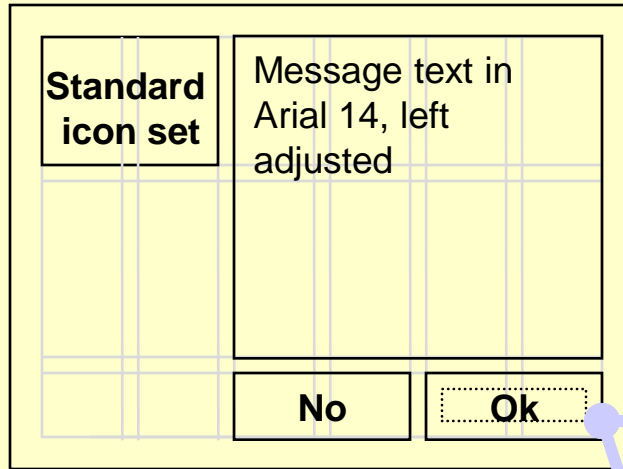 Standard
icon set
Message text in
Arial 14, left
adjusted
No
Ok